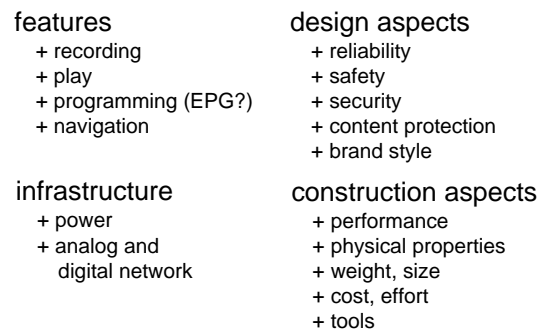 features
+ recording
+ play
+ programming (EPG?)
+ navigation
design aspects
+ reliability
+ safety
+ security
+ content protection
+ brand style
infrastructure
+ power
+ analog and
digital network
construction aspects
+ performance
+ physical properties
+ weight, size
+ cost, effort
+ tools